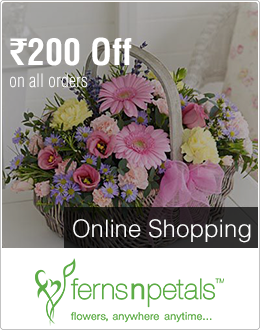 ₹200 Off
on all orders
Online Shopping
fernsnpetals™
flowers, anywhere anytime...